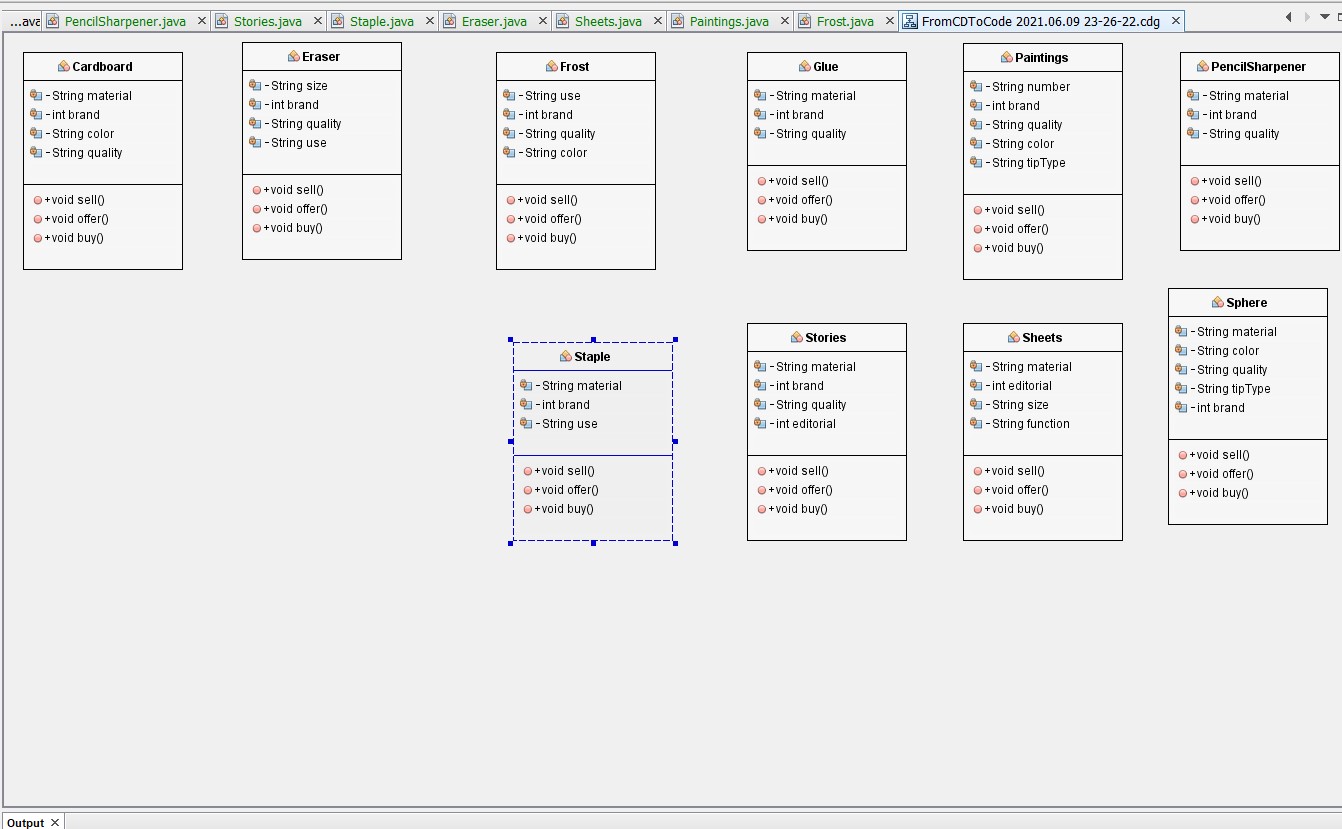 ...ava PencilSharpener.java Stories.java Staple.java Eraser.java Sheets.java Paintings.java Frost.java FromCDToCode 2021.06.09 23-26-22.cdg
Cardboard
-String material
-int brand
-String color
-String quality
+void sell()
+void offer()
+void buy()
Eraser
-String size
-int brand
-String quality
-String use
+void sell()
+void offer()
+void buy()
Frost
-String use
-int brand
-String quality
-String color
+void sell()
+void offer()
+void buy()
Glue
-String material
-int brand
-String quality
+void sell()
+void offer()
+void buy()
Paintings
-String number
-int brand
-String quality
-String color
-String tipType
+void sell()
+void offer()
+void buy()
PencilSharpener
-String material
-int brand
-String quality
+void sell()
+void offer()
+void buy()
Staple
-String material
-int brand
-String use
+void sell()
+void offer()
+void buy()
Stories
-String material
-int brand
-String quality
-int editorial
+void sell()
+void offer()
+void buy()
Sheets
-String material
-int editorial
-String size
-String function
+void sell()
+void offer()
+void buy()
Sphere
-String material
-String color
-String quality
-String tipType
-int brand
+void sell()
+void offer()
+void buy()
Output